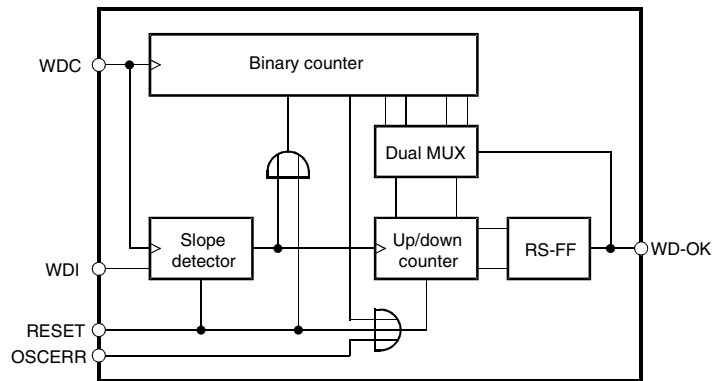 WDC
Binary counter
Dual MUX
Slope
detector
Up/down
counter
RS-FF
WD-OK
WDI
RESET
OSCERR